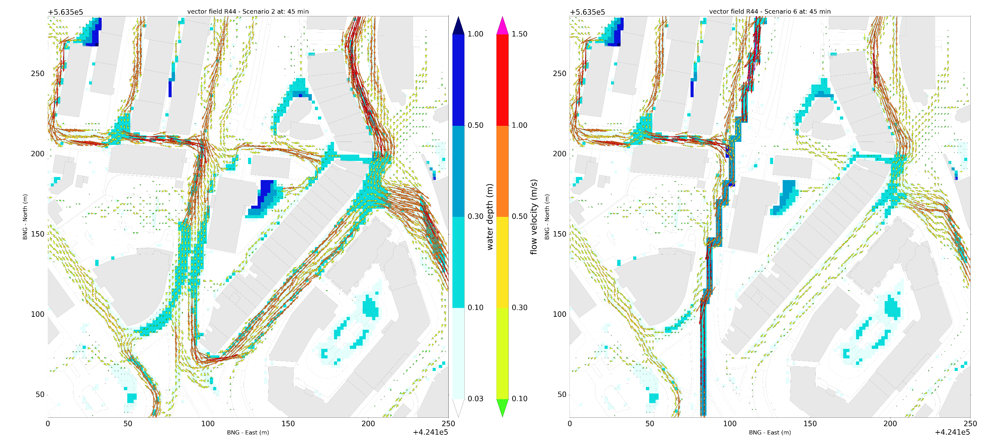 +5.635e5
vector field R44 - Scenario 2 at: 45 min
250
200
150
100
50
BNG - North (m)
0
50
100
150
200
250
BNG - East (m)
+4.241e5
1.00
0.50
0.30
0.10
0.03
water depth (m)
1.50
1.00
0.50
0.30
0.10
flow velocity (m/s)
+5.635e5
vector field R44 - Scenario 6 at: 45 min
250
200
150
100
50
BNG - North (m)
0
50
100
150
200
250
BNG - East (m)
+4.241e5